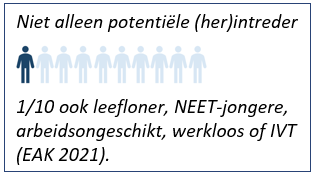 Niet alleen potentiële (her)intreder
1/10 ook leefloner, NEET-jongere,
arbeidsongeschikt, werkloos of IVT
(EAK 2021).